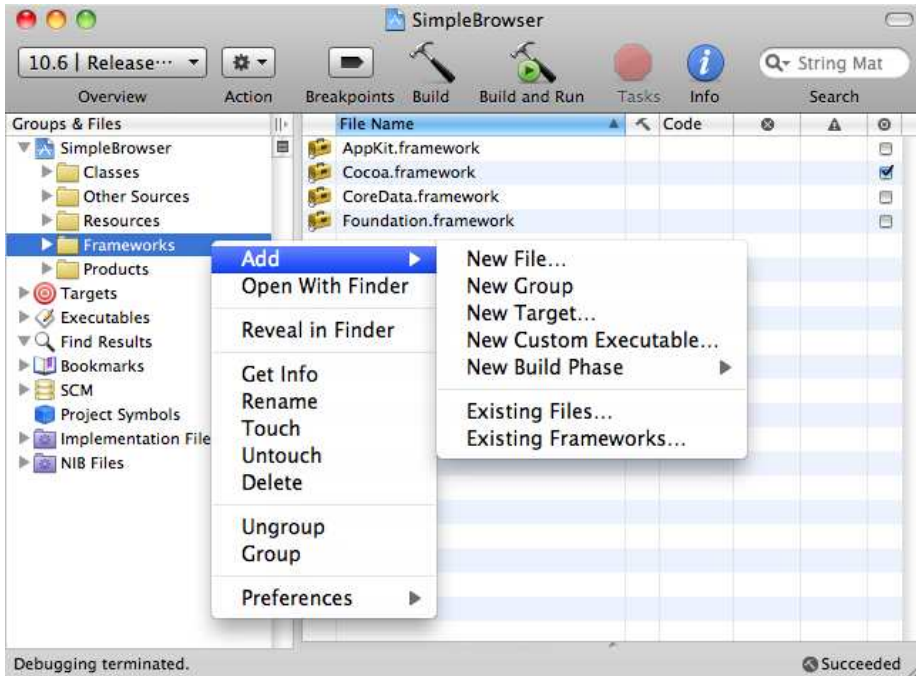 SimpleBrowser
10.6 | Release···
String Mat
Overview
Action
Breakpoints
Build
Build and Run
Tasks
Info
Search
Groups & Files
File Name
Code
SimpleBrowser
Classes
Other Sources
Resources
Frameworks
Products
Targets
Executables
Find Results
Bookmarks
SCM
Project Symbols
Implementation File
NIB Files
AppKit.framework
Cocoa.framework
CoreData.framework
Foundation.framework
Add
Open With Finder
Reveal in Finder
Get Info
Rename
Touch
Untouch
Delete
Ungroup
Group
Preferences
New File...
New Group
New Target...
New Custom Executable...
New Build Phase
Existing Files...
Existing Frameworks...
Debugging terminated.
Succeeded